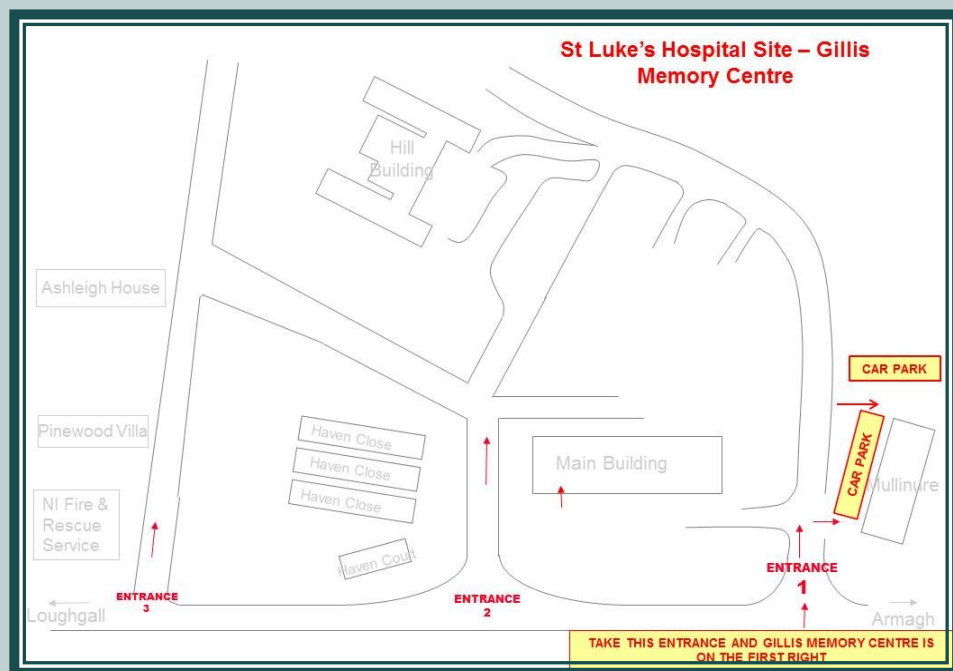 St Luke's Hospital Site – Gillis
Memory Centre
Hill
Building
Ashleigh House
CAR PARK
Pinewood Villa
Haven Close
Haven Close
Haven Close
Main Building
CAR PARK
Mullinure
NI Fire &
Rescue
Service
Haven Court
ENTRANCE
3
ENTRANCE
2
ENTRANCE
1
Loughgall
Armagh
TAKE THIS ENTRANCE AND GILLIS MEMORY CENTRE IS
ON THE FIRST RIGHT